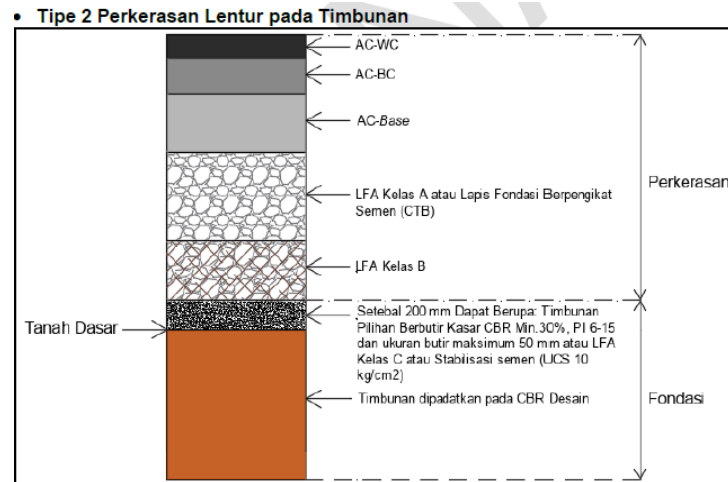 • Tipe 2 Perkerasan Lentur pada Timbunan
AC-WC
AC-BC
AC-Base
LFA Kelas A atau Lapis Fondasi Berpengikat
Semen (CTB)
Perkerasan
LFA Kelas B
Tanah Dasar
Setebal 200 mm Dapat Berupa: Timbunan
Pilihan Berbutir Kasar CBR Min.30%, PI 6-15
dan ukuran butir maksimum 50 mm atau LFA
Kelas C atau Stabilisasi semen (UCS 10
kg/cm2)
Timbunan dipadatkan pada CBR Desain
Fondasi